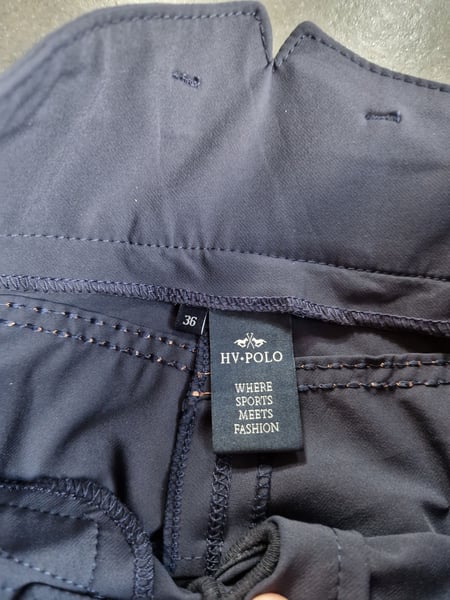 36
HV·POLO
WHERE
SPORTS
MEETS
FASHION